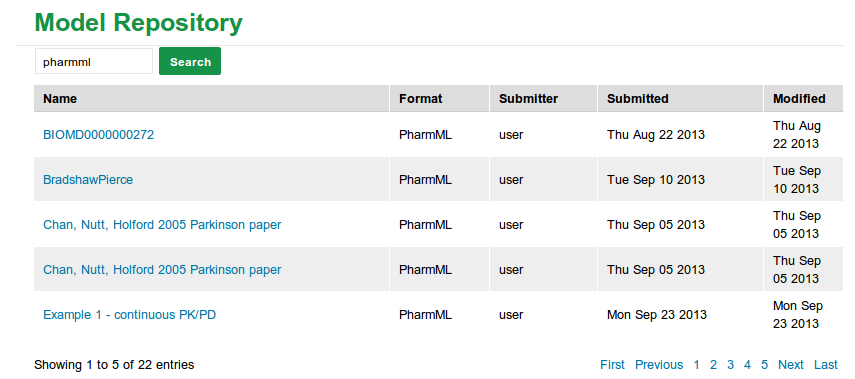 Model Repository
pharmml Search
Name Format Submitter Submitted Modified
BIOMD0000000272 PharmML user Thu Aug 22 2013 Thu Aug
22 2013
BradshawPierce PharmML user Tue Sep 10 2013 Tue Sep
10 2013
Chan, Nutt, Holford 2005 Parkinson paper PharmML user Thu Sep 05 2013 Thu Sep
05 2013
Chan, Nutt, Holford 2005 Parkinson paper PharmML user Thu Sep 05 2013 Thu Sep
05 2013
Example 1 - continuous PK/PD PharmML user Mon Sep 23 2013 Mon Sep
23 2013
Showing 1 to 5 of 22 entries First Previous 1 2 3 4 5 Next Last